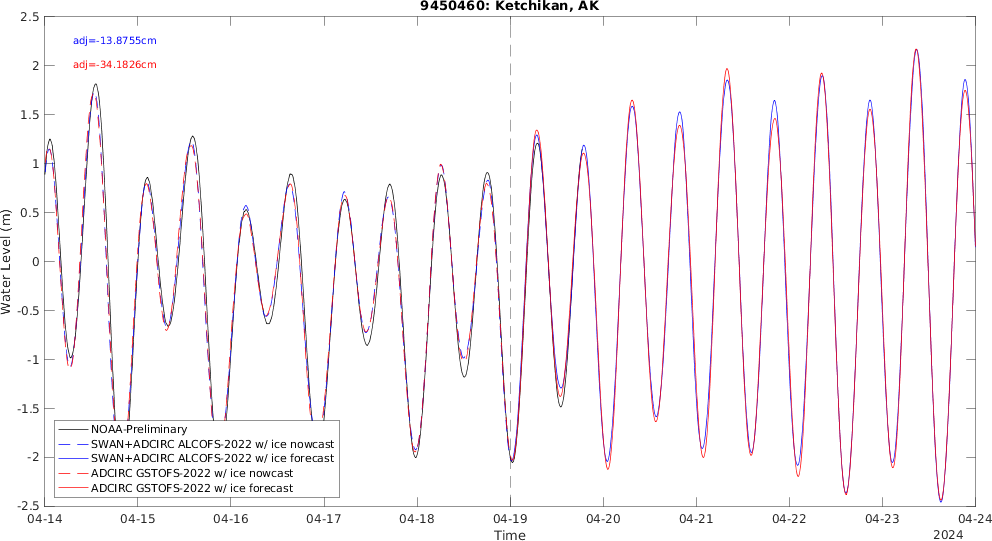 9450460: Ketchikan, AK
adj=-13.8755cm
adj=-34.1826cm
2.5
2
1.5
1
0.5
0
-0.5
-1
-1.5
-2
-2.5
Water Level (m)
NOAA-Preliminary
SWAN+ADCIRC ALCOFS-2022 w/ ice nowcast
SWAN+ADCIRC ALCOFS-2022 w/ ice forecast
ADCIRC GSTOFS-2022 w/ ice nowcast
ADCIRC GSTOFS-2022 w/ ice forecast
04-14 04-15 04-16 04-17 04-18 04-19 04-20 04-21 04-22 04-23 04-24
Time
2024